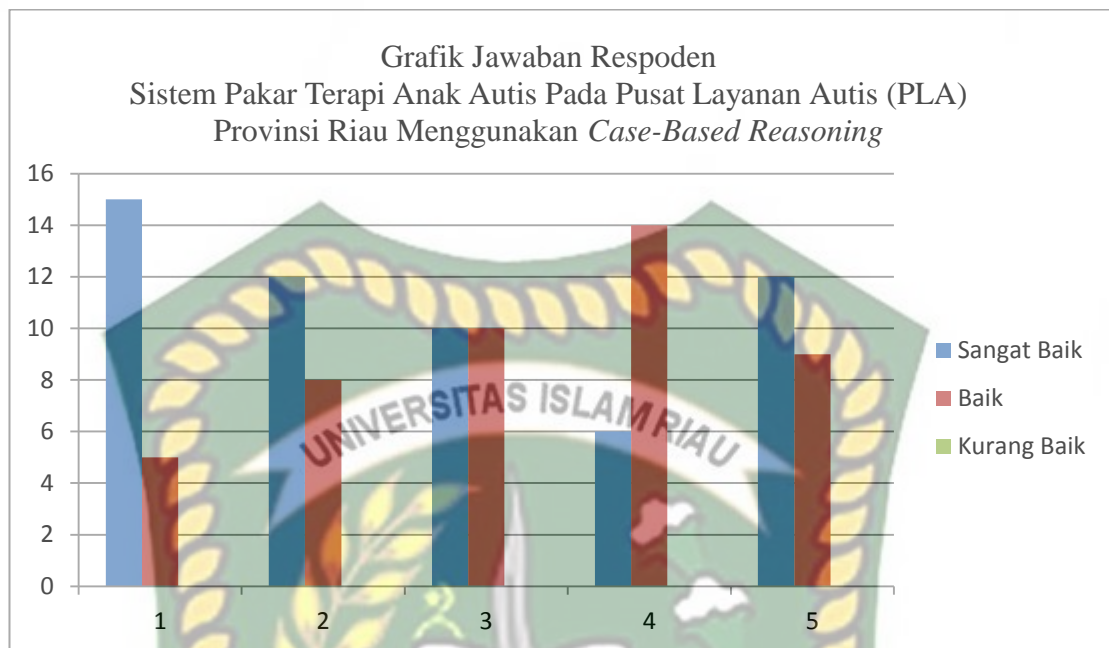 Grafik Jawaban Respoden
Sistem Pakar Terapi Anak Autis Pada Pusat Layanan Autis (PLA)
Provinsi Riau Menggunakan Case-Based Reasoning
16
14
12
10
8
6
4
2
0
1 2 3 4 5
Sangat Baik
Baik
Kurang Baik
UNIVERSITAS ISLAM RIAU